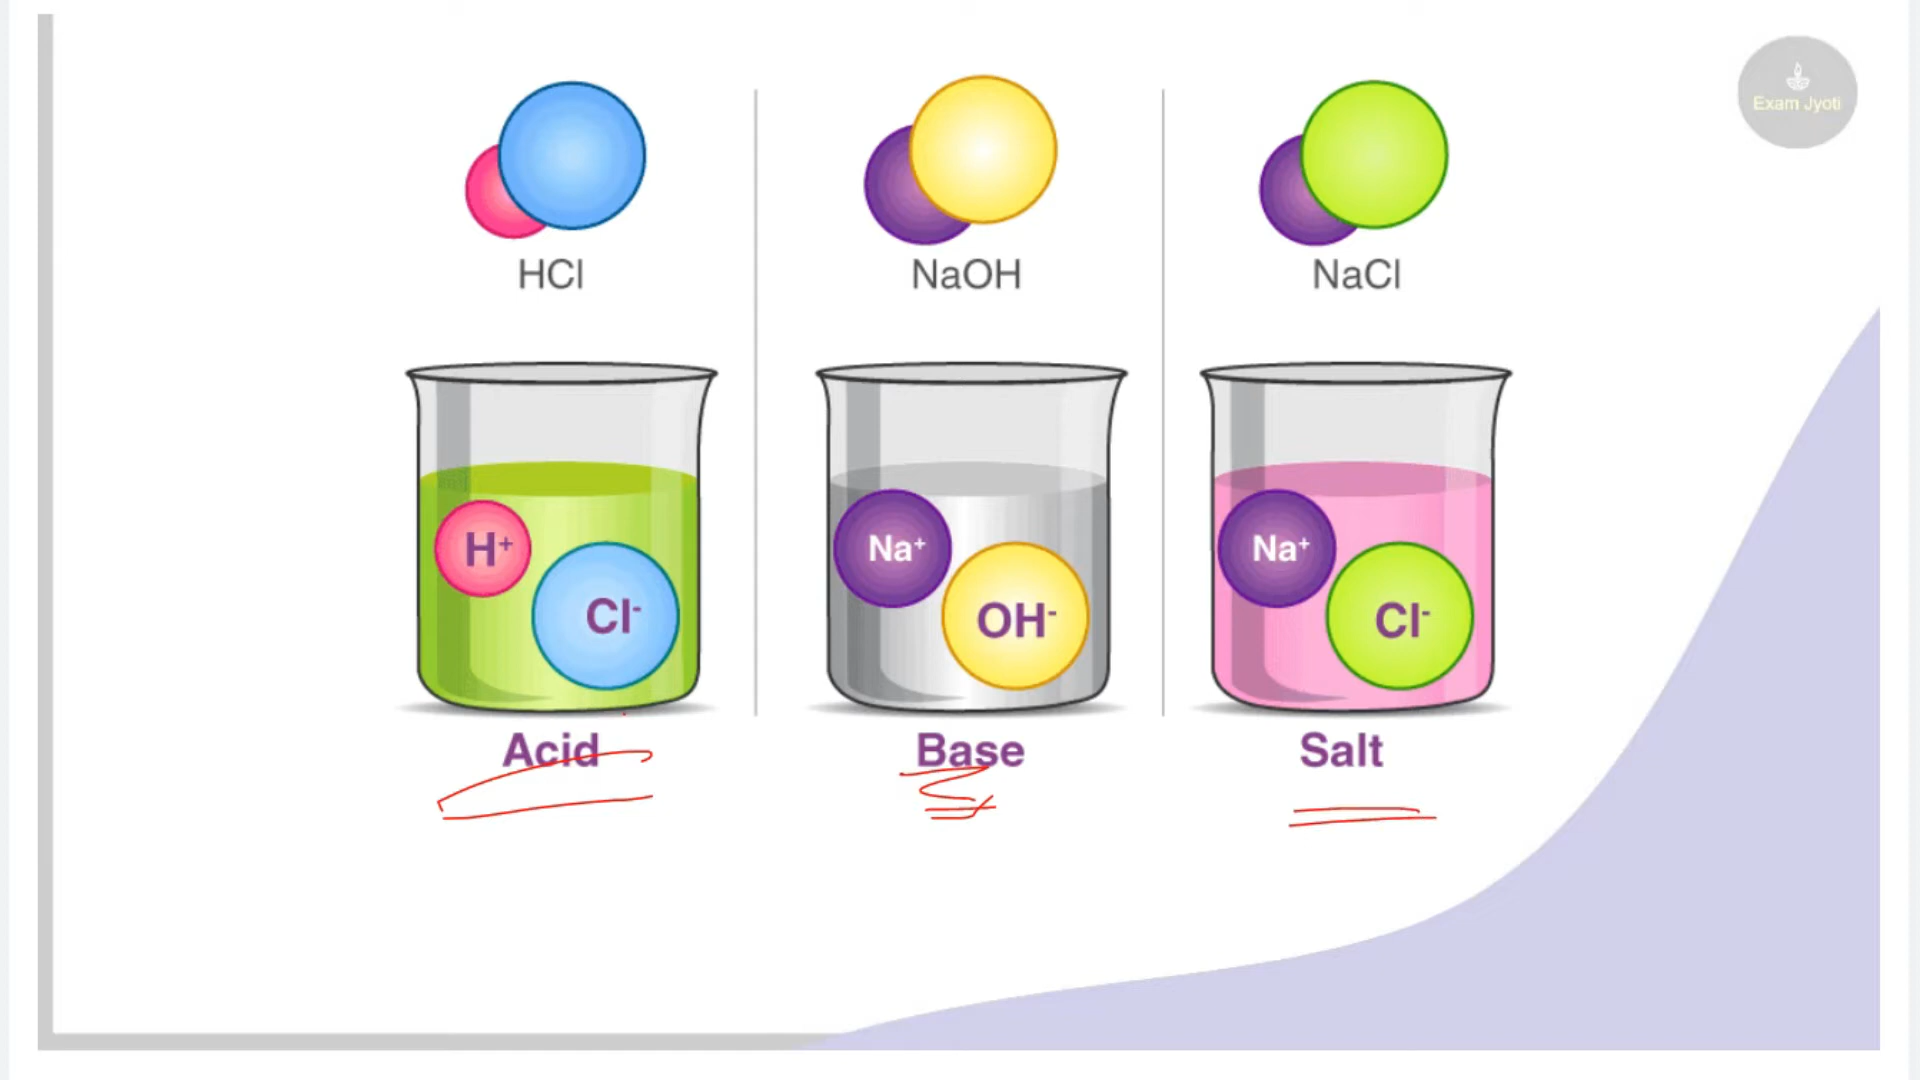 Exam Jyoti
HCl
NaOH
NaCl
H⁺
Cl⁻
Na⁺
OH⁻
Na⁺
Cl⁻
Acid
Base
Salt